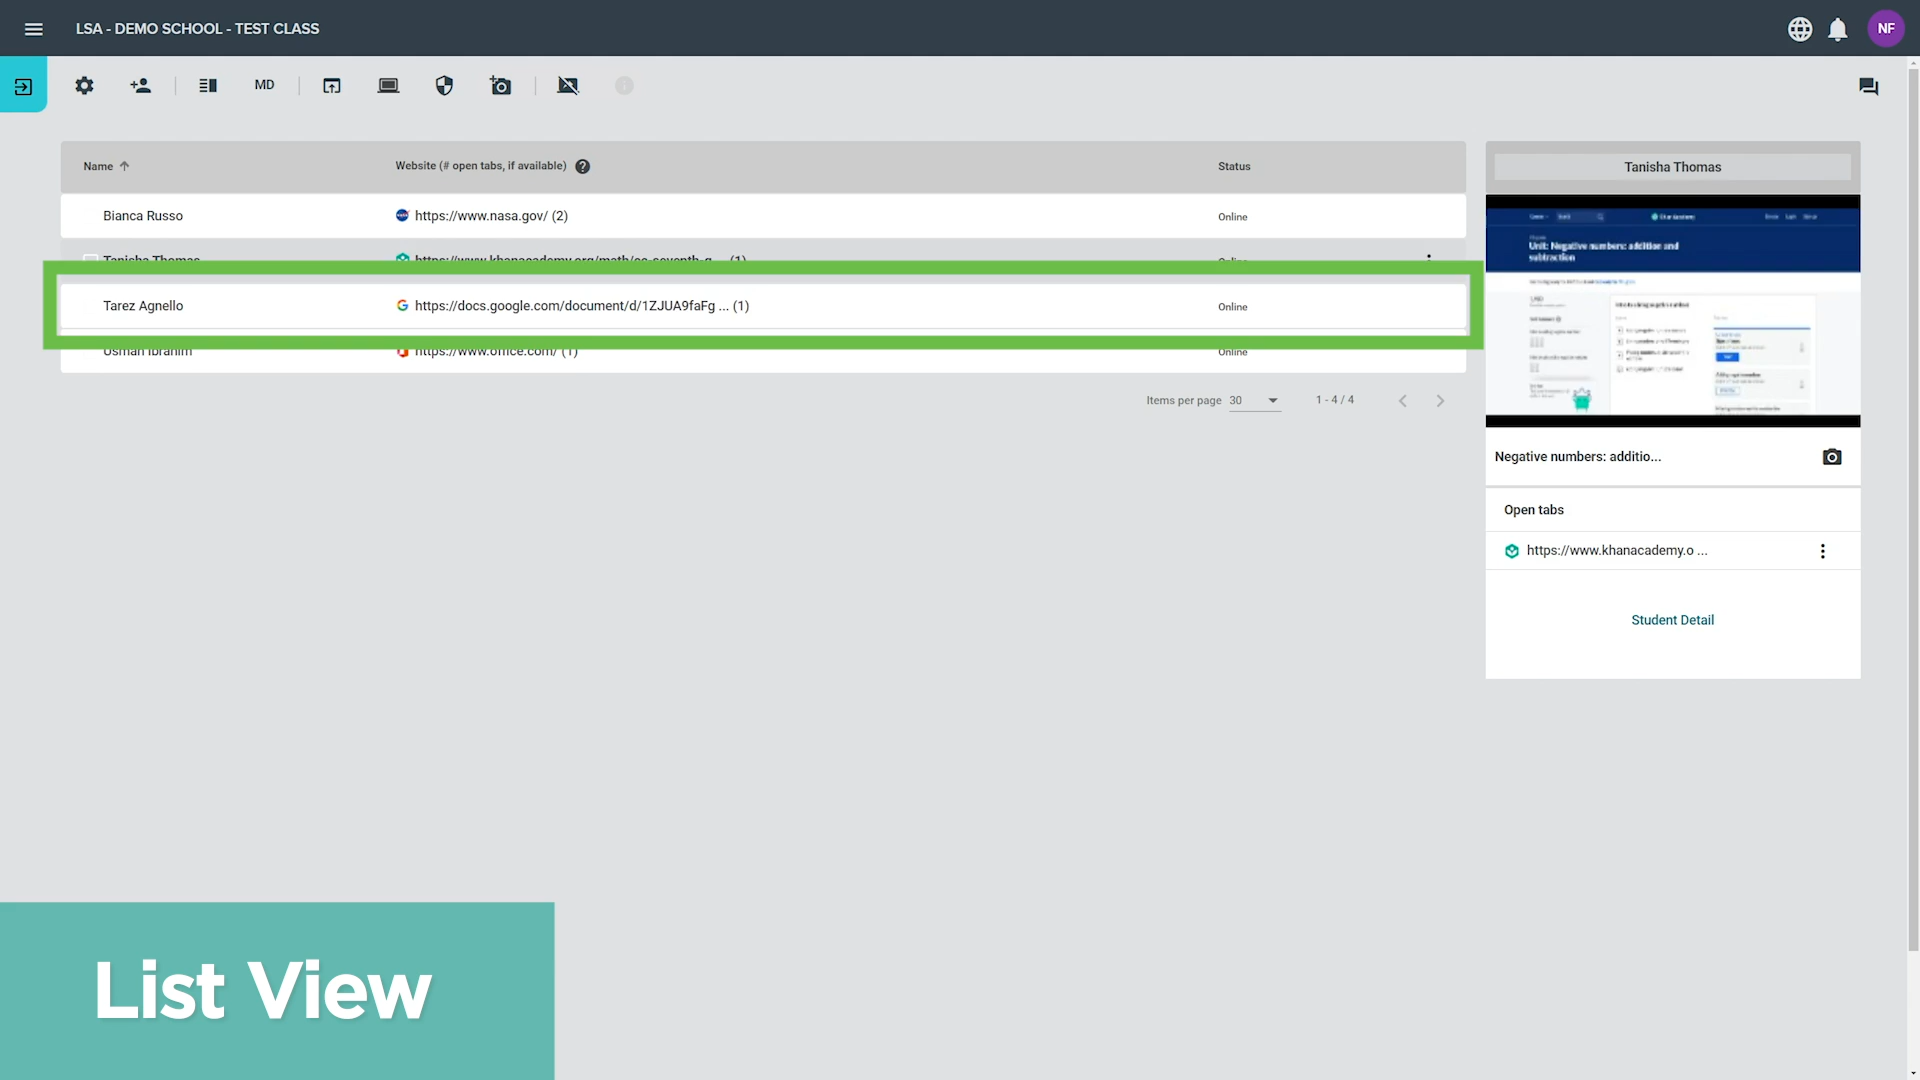 LSA - DEMO SCHOOL - TEST CLASS
NF
MD
Name
Website (# open tabs, if available)
Status
Bianca Russo
https://www.nasa.gov/ (2)
Online
Tanisha Thomas
https://www.khanacademy.org/math/cc-seventh-g ... (1)
Online
Tarez Agnello
https://docs.google.com/document/d/1ZJUA9faFg ... (1)
Online
Usman Ibrahim
https://www.office.com/ (1)
Online
Items per page
30
1 - 4 / 4
Tanisha Thomas
Khan Academy
Unit: Negative numbers: addition and
subtraction
Negative numbers: additio...
Open tabs
https://www.khanacademy.o ...
Student Detail
List View